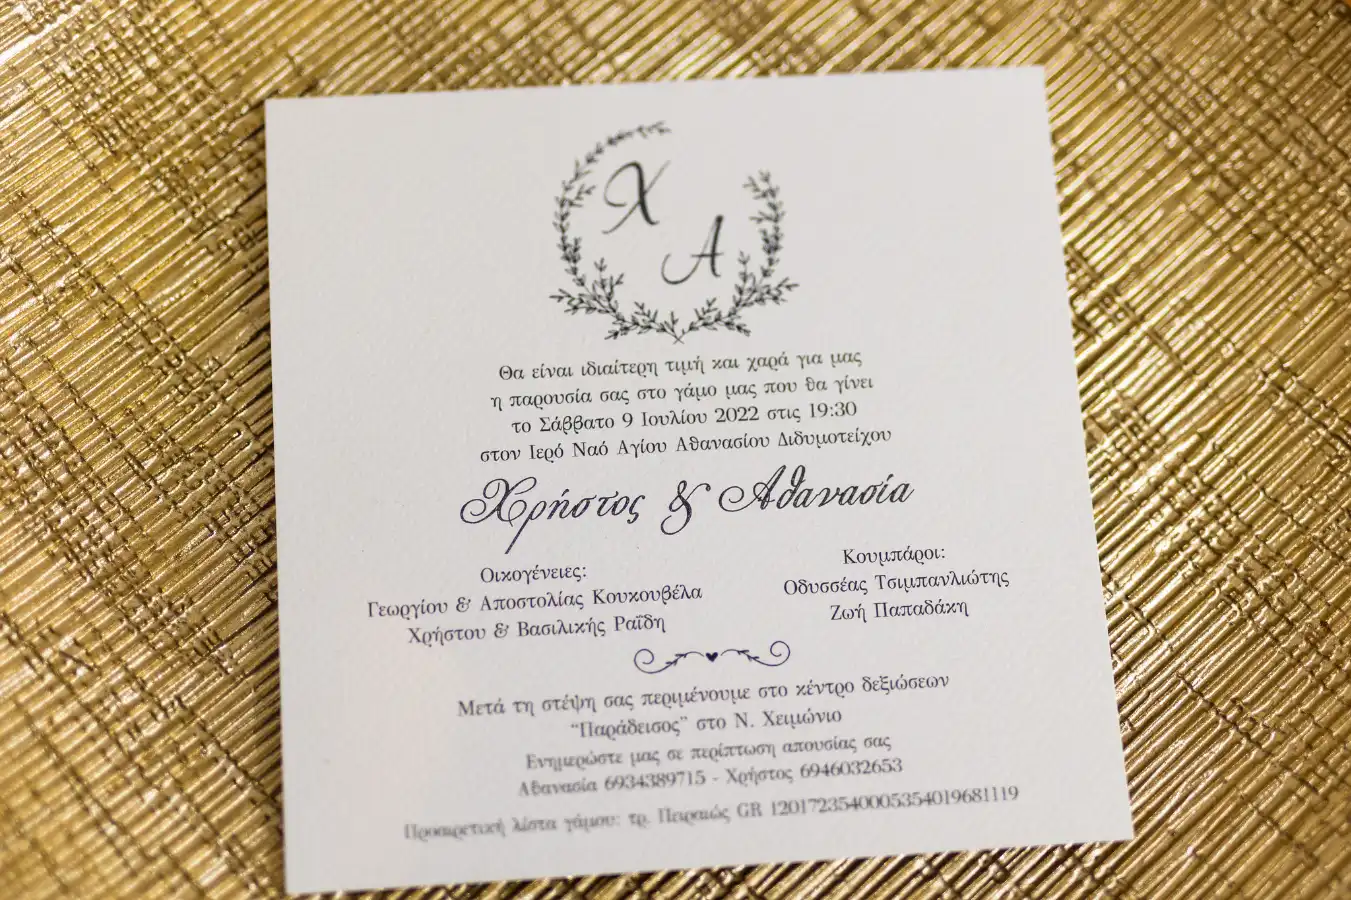 Χ
Α
Θα είναι ιδιαίτερη τιμή και χαρά για μας
η παρουσία σας στο γάμο μας που θα γίνει
το Σάββατο 9 Ιουλίου 2022 στις 19:30
στον Ιερό Ναό Αγίου Αθανασίου Διδυμοτείχου
Χρήστος & Αθανασία
Οικογένειες:
Γεωργίου & Αποστολίας Κουκουβέλα
Χρήστου & Βασιλικής Ραΐδη
Κουμπάροι:
Οδυσσέας Τσιμπανλιώτης
Ζωή Παπαδάκη
Μετά τη στέψη σας περιμένουμε στο κέντρο δεξιώσεων
“Παράδεισος” στο Ν. Χειμώνιο
Ενημερώστε μας σε περίπτωση απουσίας σας
Αθανασία 6934389715 - Χρήστος 6946032653
Προαιρετική λίστα γάμου: τρ. Πειραιώς GR 1201723540005354019681119